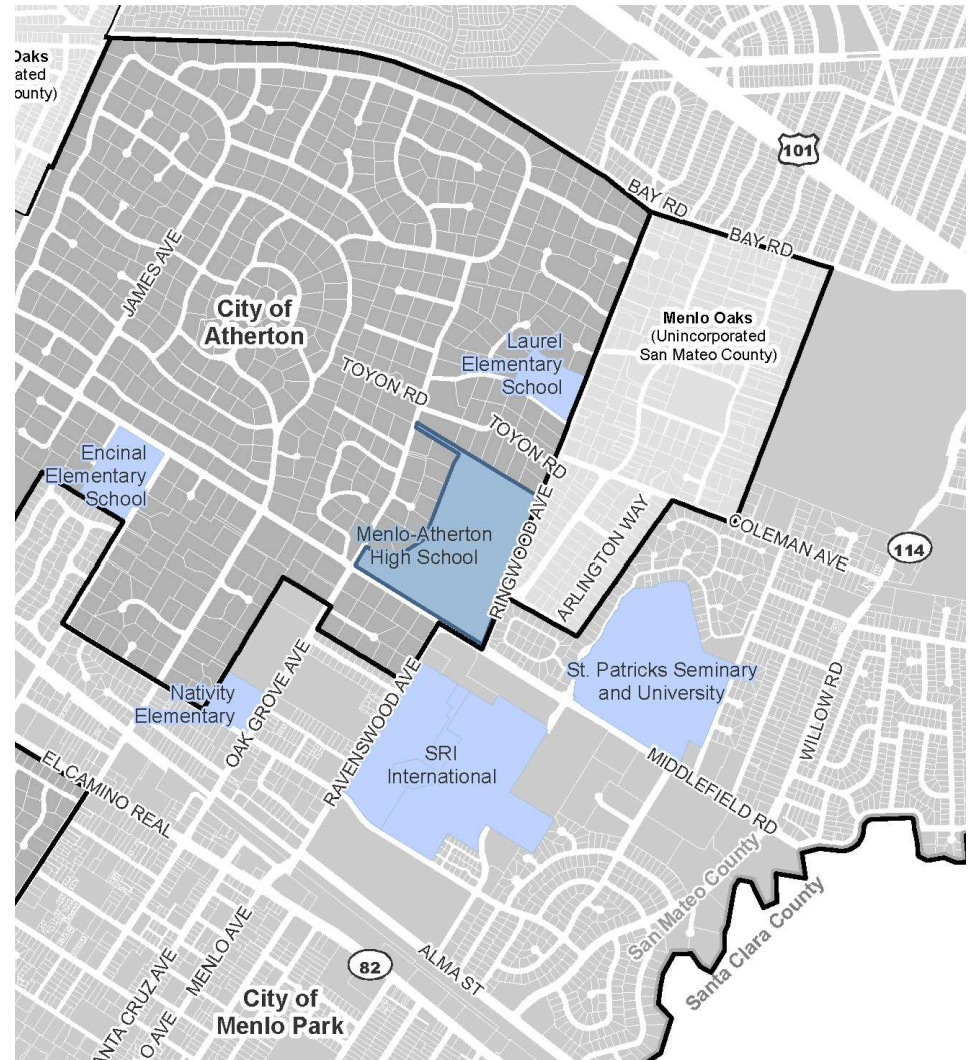 Oaks
ated
ounty)
101
BAY RD
BAY RD
JAMES AVE
City of
Atherton
Menlo Oaks
(Unincorporated
San Mateo County)
Laurel
Elementary
School
TOYON RD
TOYON RD
Encinal
Elementary
School
Menlo-Atherton
High School
RINGWOOD AVE
ARLINGTON WAY
COLEMAN AVE
114
St. Patricks Seminary
and University
WILLOW RD
Nativity
Elementary
OAK GROVE AVE
RAVENSWOOD AVE
SRI
International
MIDDLEFIELD RD
EL CAMINO REAL
San Mateo County
Santa Clara County
ALMA ST
82
MENLO AVE
ANTA CRUZ AVE
O AVE
City of
Menlo Park